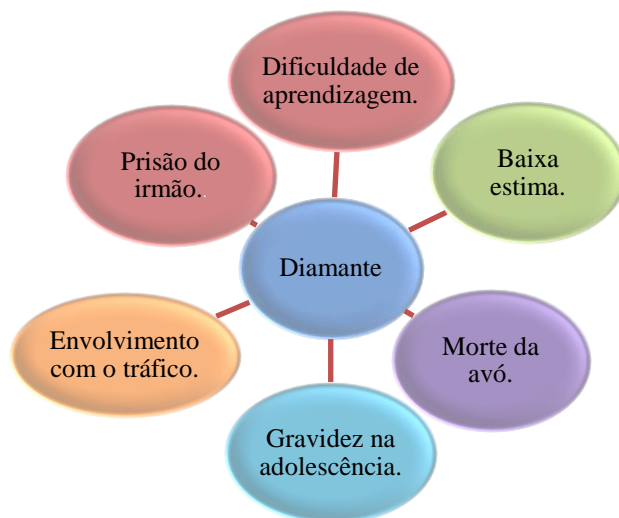 Dificuldade de
aprendizagem.
Prisão do
irmão.
Baixa
estima.
Diamante
Envolvimento
com o tráfico.
Morte da
avó.
Gravidez na
adolescência.